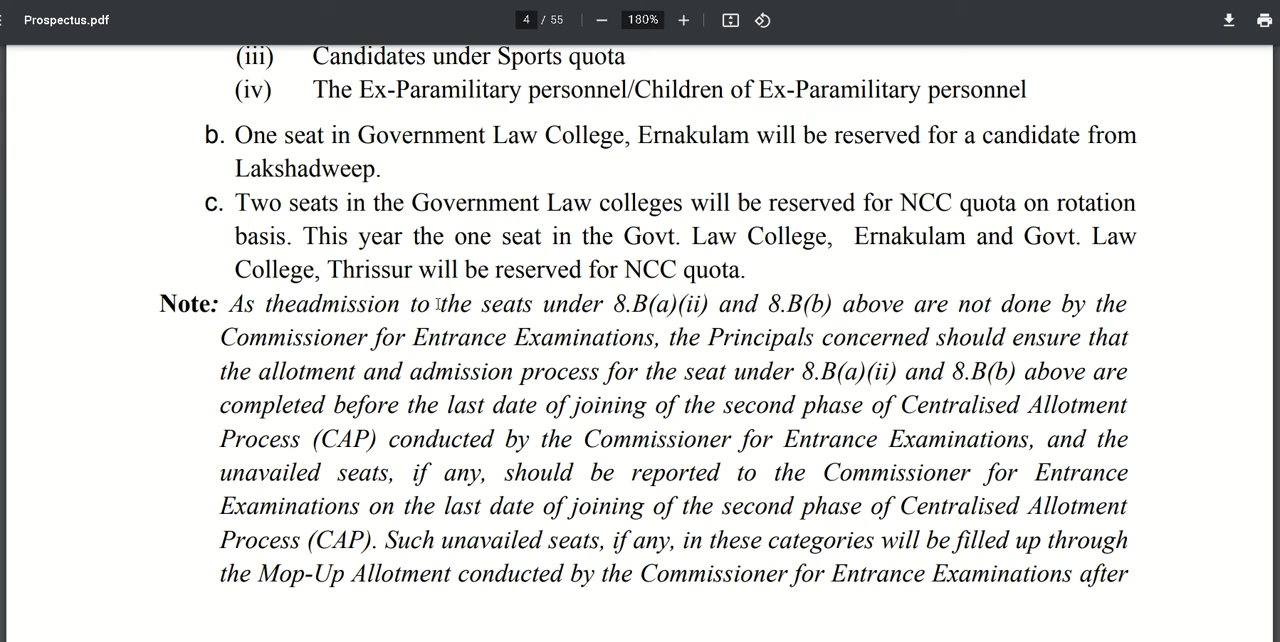 Prospectus.pdf
4 / 55
180%
(iii) Candidates under Sports quota
(iv) The Ex-Paramilitary personnel/Children of Ex-Paramilitary personnel
b. One seat in Government Law College, Ernakulam will be reserved for a candidate from
Lakshadweep.
c. Two seats in the Government Law colleges will be reserved for NCC quota on rotation
basis. This year the one seat in the Govt. Law College, Ernakulam and Govt. Law
College, Thrissur will be reserved for NCC quota.
Note: As theadmission to the seats under 8.B(a)(ii) and 8.B(b) above are not done by the
Commissioner for Entrance Examinations, the Principals concerned should ensure that
the allotment and admission process for the seat under 8.B(a)(ii) and 8.B(b) above are
completed before the last date of joining of the second phase of Centralised Allotment
Process (CAP) conducted by the Commissioner for Entrance Examinations, and the
unavailed seats, if any, should be reported to the Commissioner for Entrance
Examinations on the last date of joining of the second phase of Centralised Allotment
Process (CAP). Such unavailed seats, if any, in these categories will be filled up through
the Mop-Up Allotment conducted by the Commissioner for Entrance Examinations after